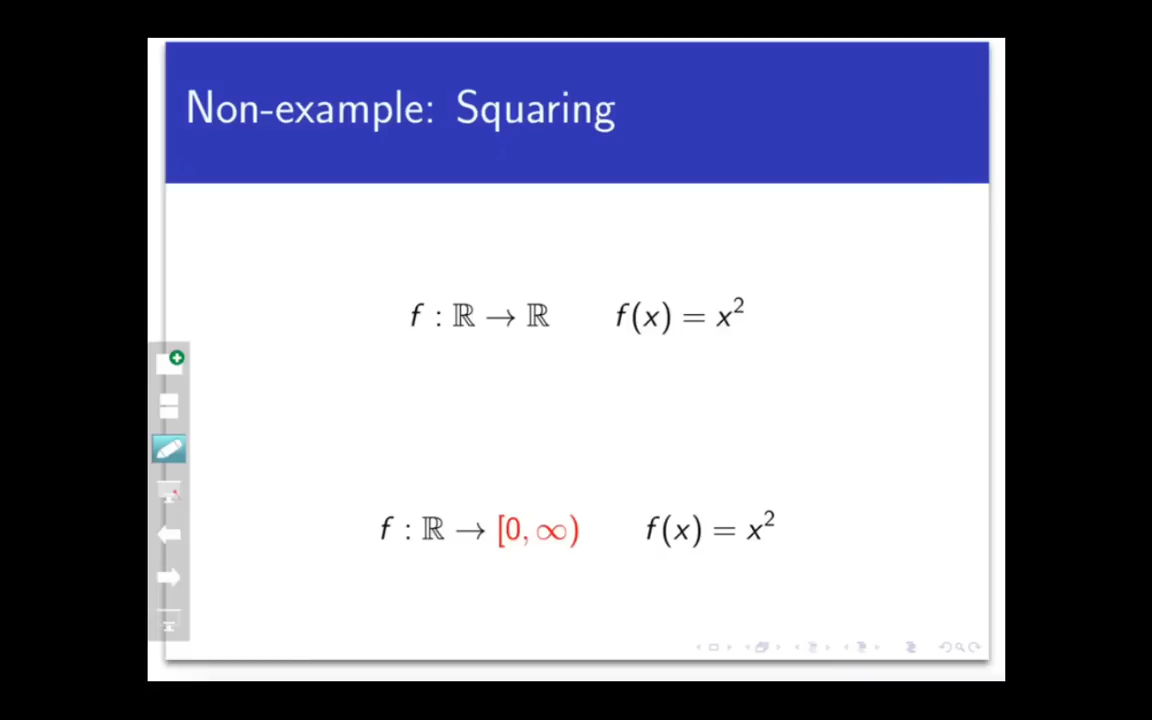 Non-example: Squaring
f : ℝ → ℝ f(x) = x²
f : ℝ → [0, ∞) f(x) = x²